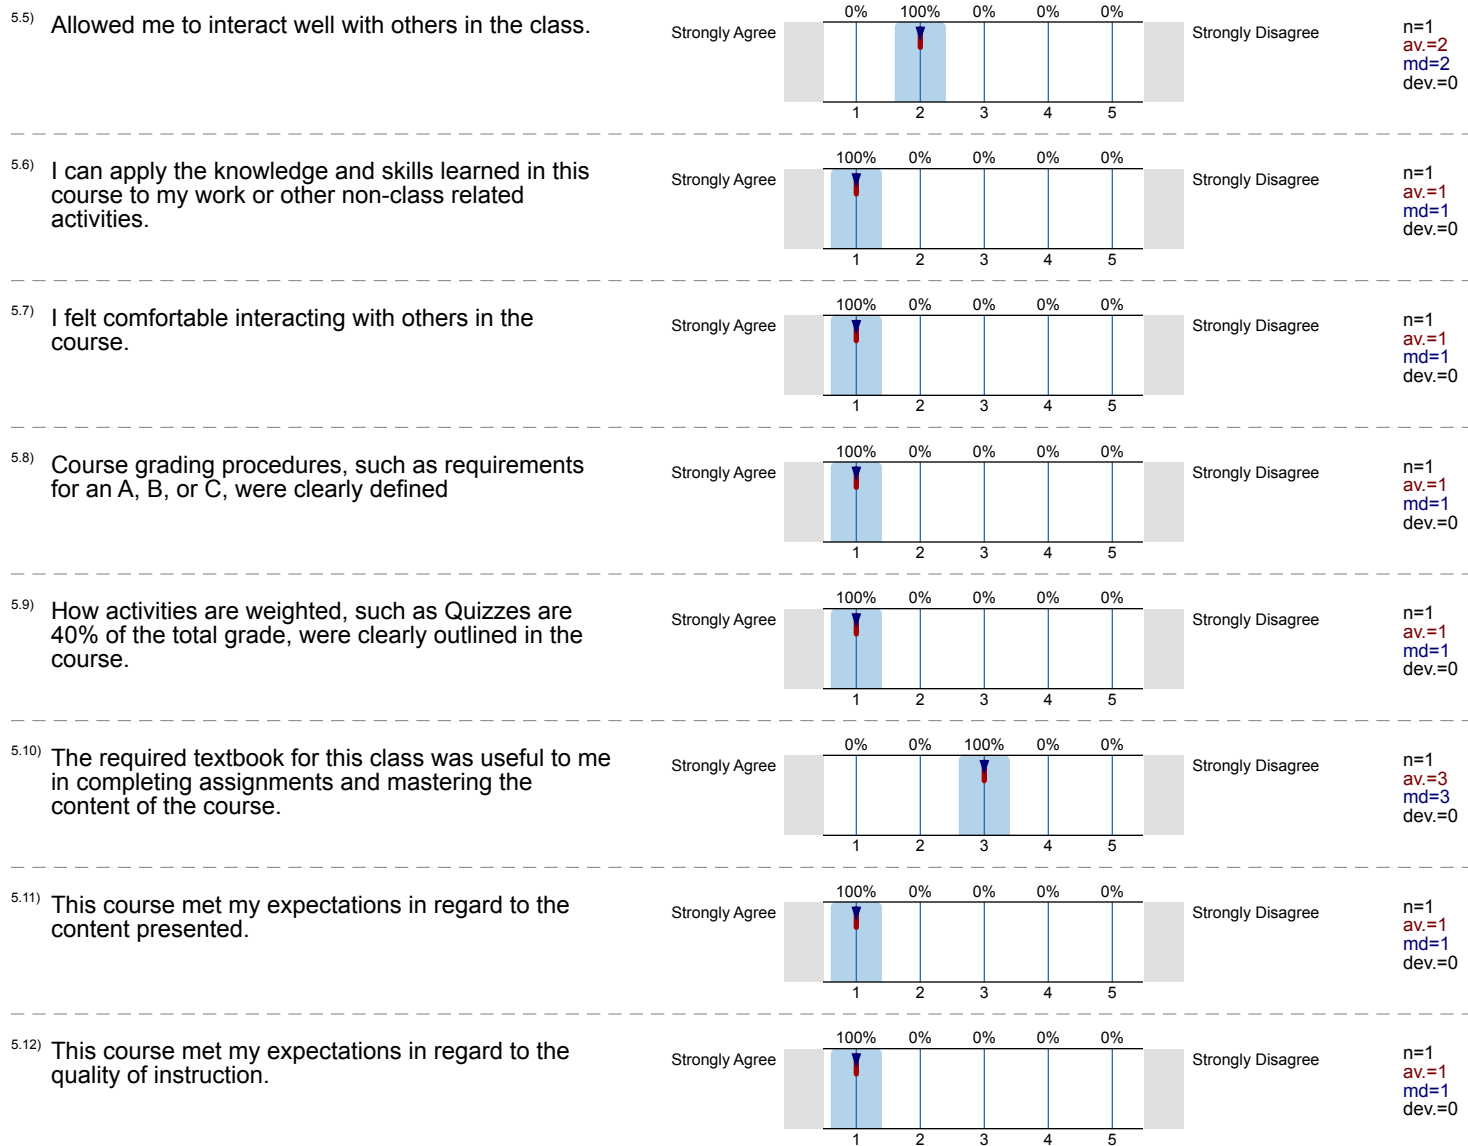 5.5) Allowed me to interact well with others in the class.
0% 100% 0% 0% 0%
Strongly Agree
Strongly Disagree
n=1
av.=2
md=2
dev.=0
1 2 3 4 5
5.6) I can apply the knowledge and skills learned in this
course to my work or other non-class related
activities.
100% 0% 0% 0% 0%
Strongly Agree
Strongly Disagree
n=1
av.=1
md=1
dev.=0
1 2 3 4 5
5.7) I felt comfortable interacting with others in the
course.
100% 0% 0% 0% 0%
Strongly Agree
Strongly Disagree
n=1
av.=1
md=1
dev.=0
1 2 3 4 5
5.8) Course grading procedures, such as requirements
for an A, B, or C, were clearly defined
100% 0% 0% 0% 0%
Strongly Agree
Strongly Disagree
n=1
av.=1
md=1
dev.=0
1 2 3 4 5
5.9) How activities are weighted, such as Quizzes are
40% of the total grade, were clearly outlined in the
course.
100% 0% 0% 0% 0%
Strongly Agree
Strongly Disagree
n=1
av.=1
md=1
dev.=0
1 2 3 4 5
5.10) The required textbook for this class was useful to me
in completing assignments and mastering the
content of the course.
0% 0% 100% 0% 0%
Strongly Agree
Strongly Disagree
n=1
av.=3
md=3
dev.=0
1 2 3 4 5
5.11) This course met my expectations in regard to the
content presented.
100% 0% 0% 0% 0%
Strongly Agree
Strongly Disagree
n=1
av.=1
md=1
dev.=0
1 2 3 4 5
5.12) This course met my expectations in regard to the
quality of instruction.
100% 0% 0% 0% 0%
Strongly Agree
Strongly Disagree
n=1
av.=1
md=1
dev.=0
1 2 3 4 5